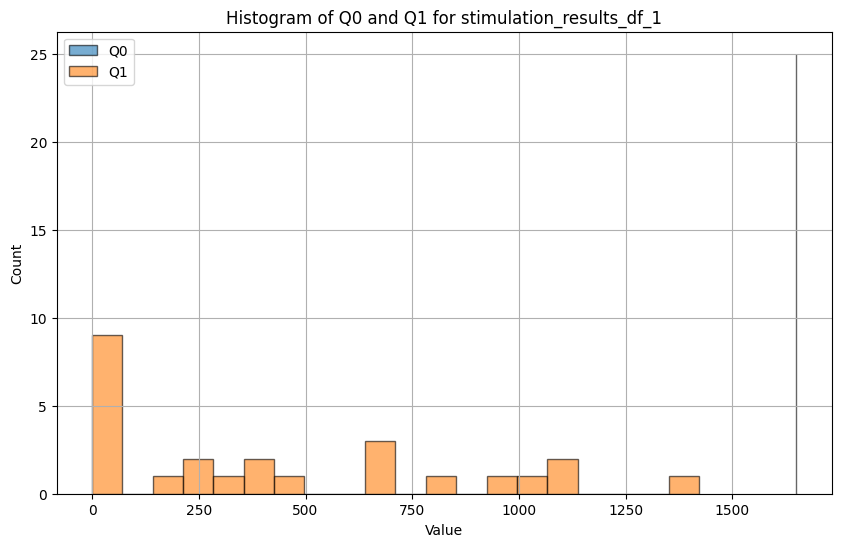 Histogram of Q0 and Q1 for stimulation_results_df_1
Q0
Q1
25
20
15
10
5
0
Count
0 250 500 750 1000 1250 1500
Value